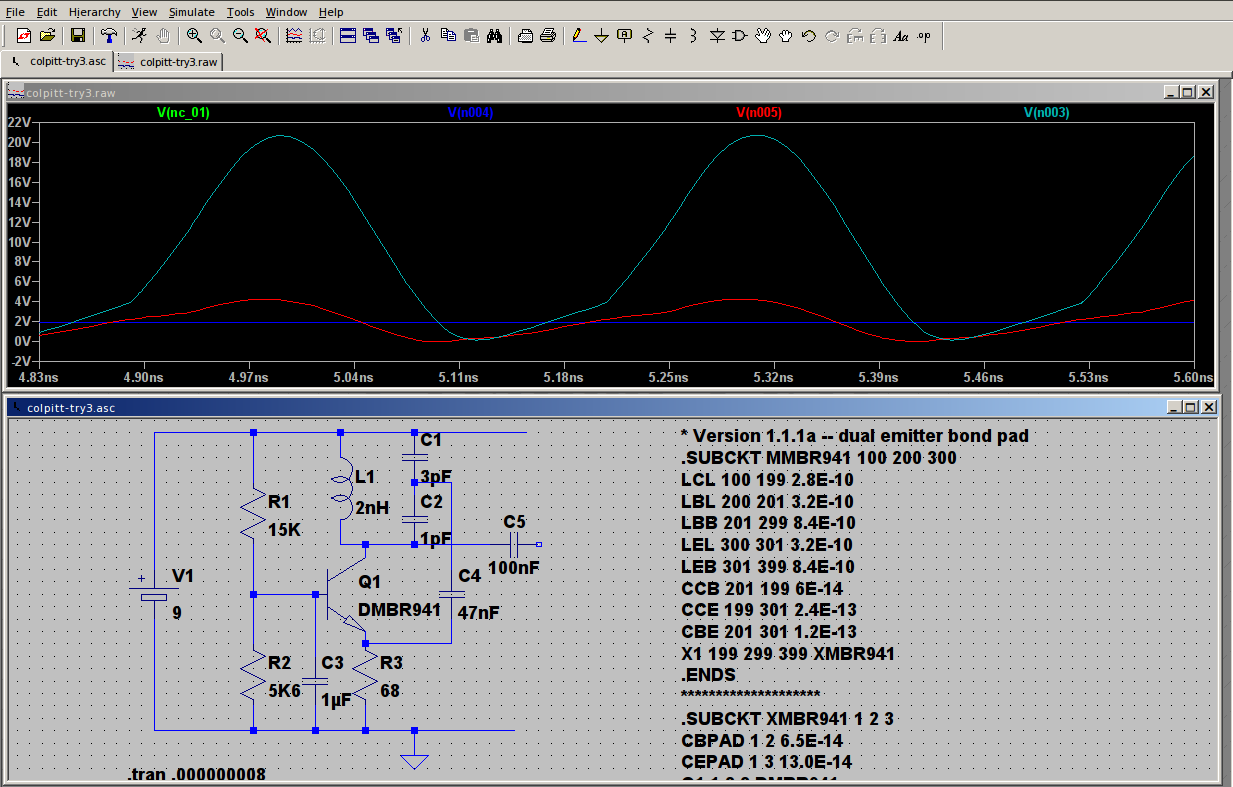 File Edit Hierarchy View Simulate Tools Window Help
Aa .op
colpitt-try3.asc colpitt-try3.raw
colpitt-try3.raw
V(nc_01) V(n004) V(n005) V(n003)
22V
20V
18V
16V
14V
12V
10V
8V
6V
4V
2V
0V
-2V
4.83ns 4.90ns 4.97ns 5.04ns 5.11ns 5.18ns 5.25ns 5.32ns 5.39ns 5.46ns 5.53ns 5.60ns
colpitt-try3.asc
C1
3pF
L1
2nH
C2
1pF
R1
15K
C5
100nF
V1
9
Q1
DMBR941
C4
47nF
R2
5K6
C3
1µF
R3
68
.tran .000000008
* Version 1.1.1a -- dual emitter bond pad
.SUBCKT MMBR941 100 200 300
LCL 100 199 2.8E-10
LBL 200 201 3.2E-10
LBB 201 299 8.4E-10
LEL 300 301 3.2E-10
LEB 301 399 8.4E-10
CCB 201 199 6E-14
CCE 199 301 2.4E-13
CBE 201 301 1.2E-13
X1 199 299 399 XMBR941
.ENDS
********************
.SUBCKT XMBR941 1 2 3
CBPAD 1 2 6.5E-14
CEPAD 1 3 13.0E-14